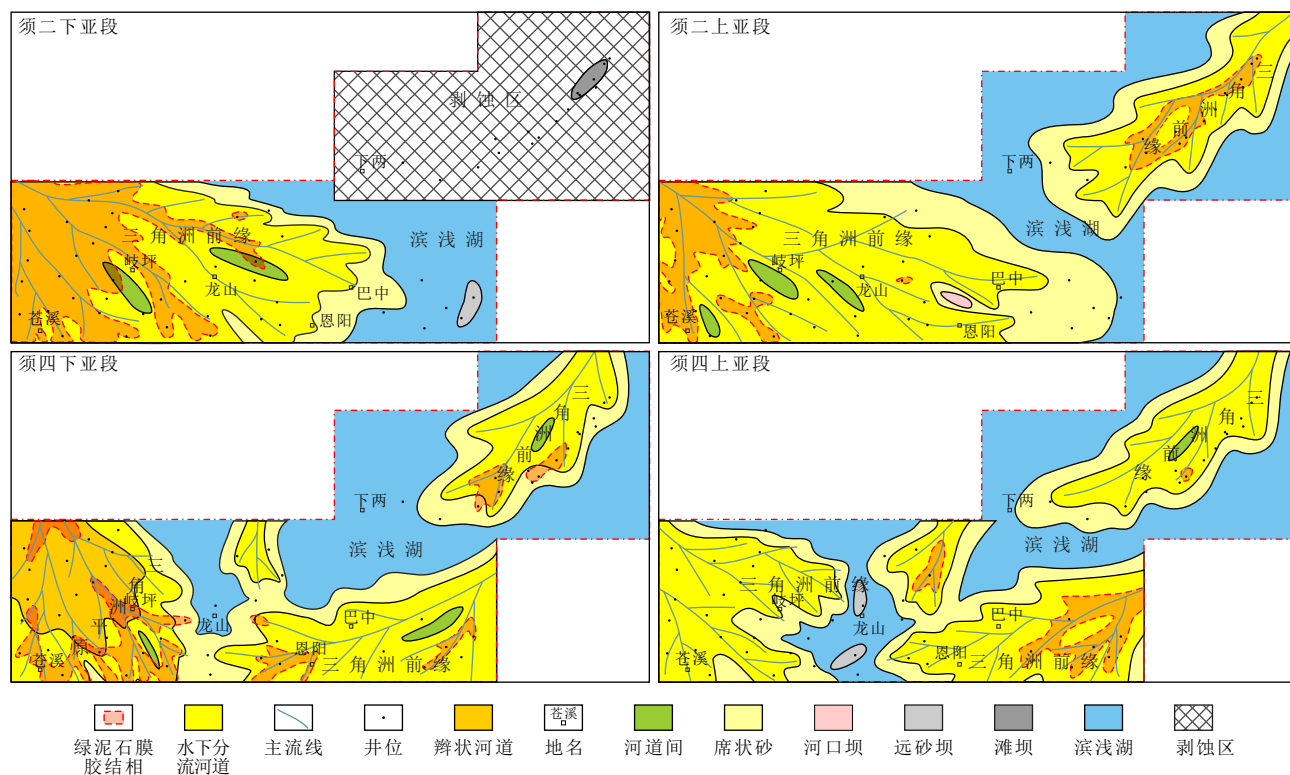 须二下亚段
剥蚀区
下两
三角洲前缘
滨浅湖
岐坪
龙山
巴中
苍溪
恩阳
须二上亚段
三角洲前缘
下两
滨浅湖
三角洲前缘
岐坪
龙山
巴中
苍溪
恩阳
须四下亚段
三角洲前缘
下两
滨浅湖
三角洲平原
岐坪
龙山
巴中
恩阳
苍溪
三角洲前缘
须四上亚段
三角洲前缘
下两
滨浅湖
三角洲前缘
岐坪
龙山
巴中
苍溪
恩阳
三角洲前缘
苍溪
绿泥石膜
胶结相
水下分
流河道
主流线
井位
辫状河道
地名
河道间
席状砂
河口坝
远砂坝
滩坝
滨浅湖
剥蚀区